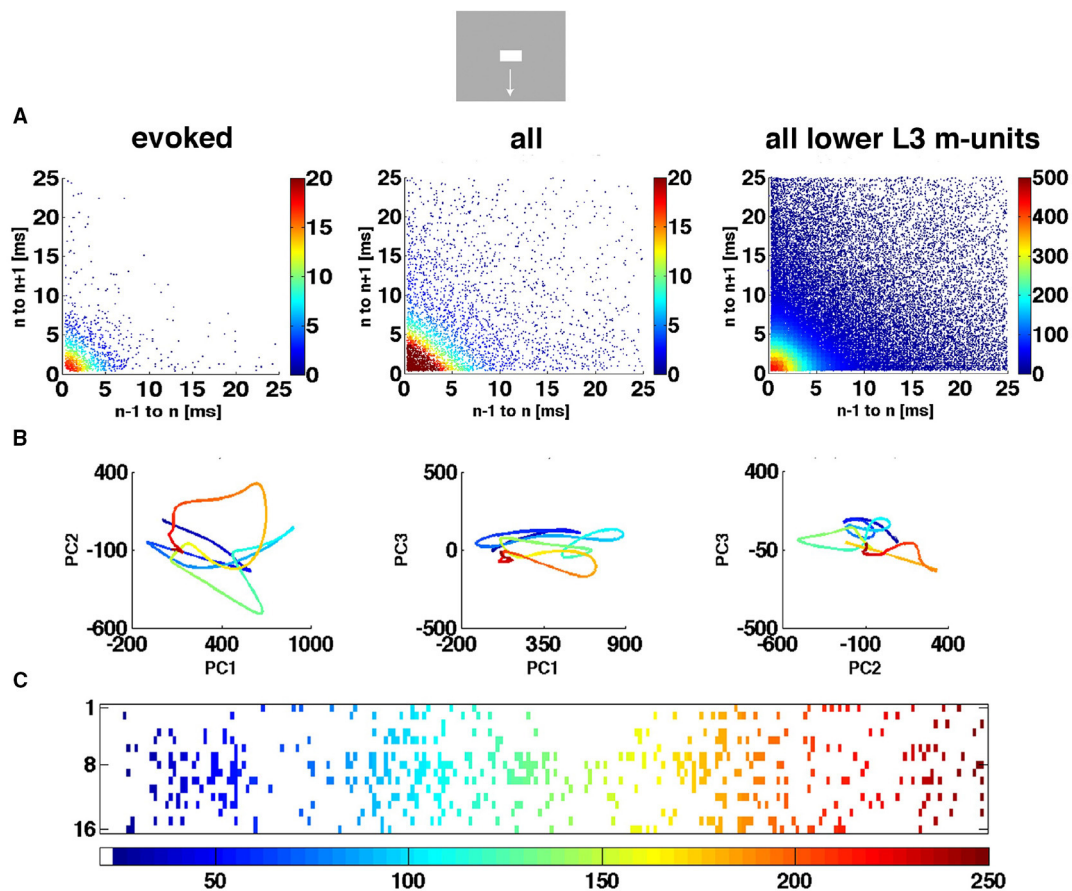 A
evoked
all
all lower L3 m-units
25
20
15
10
5
0
n to n+1 [ms]
0 5 10 15 20 25
n-1 to n [ms]
20
15
10
5
0
25
20
15
10
5
0
n to n+1 [ms]
0 5 10 15 20 25
n-1 to n [ms]
20
15
10
5
0
25
20
15
10
5
0
n to n+1 [ms]
0 5 10 15 20 25
n-1 to n [ms]
500
400
300
200
100
0
B
400
-100
-600
PC2
-200 400 1000
PC1
500
0
-500
PC3
-200 350 900
PC1
400
-50
-500
PC3
-600 -100 400
PC2
C
1
8
16
50 100 150 200 250